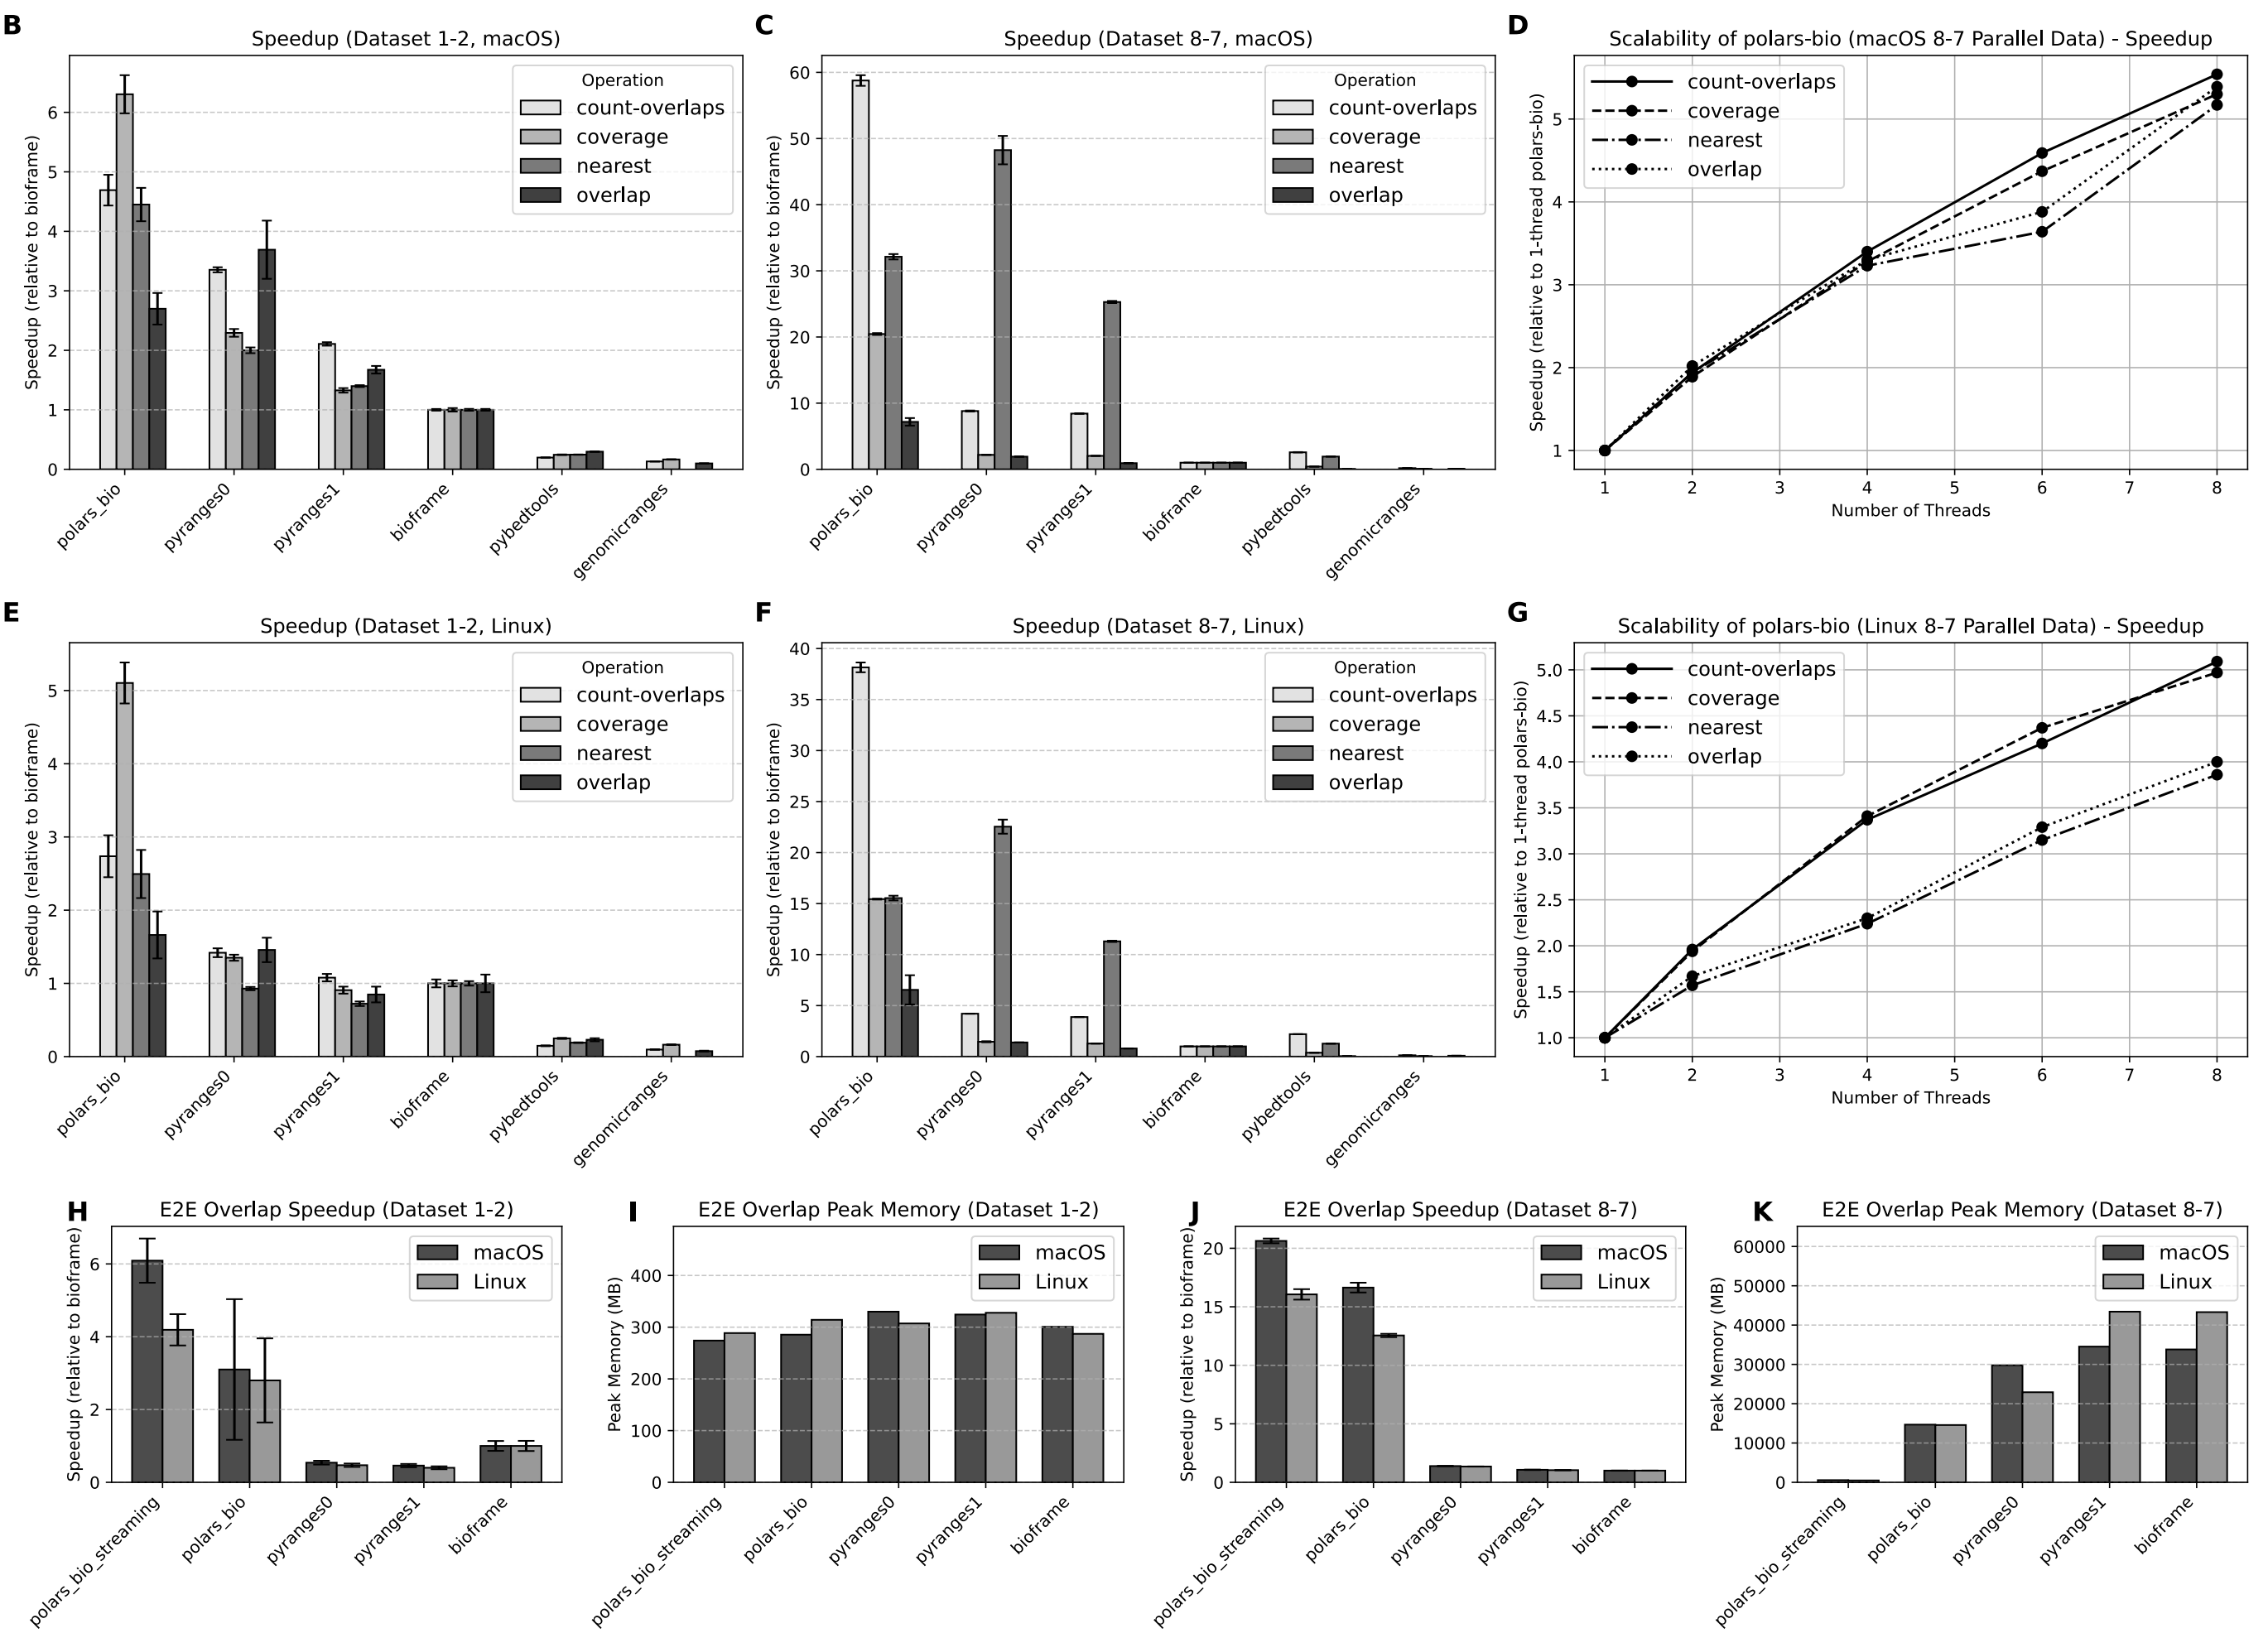 B
Speedup (Dataset 1-2, macOS)
Speedup (relative to bioframe)
6
5
4
3
2
1
0
Operation
count-overlaps
coverage
nearest
overlap
polars_bio
pyranges0
pyranges1
bioframe
pybedtools
genomicranges
C
Speedup (Dataset 8-7, macOS)
Speedup (relative to bioframe)
60
50
40
30
20
10
0
Operation
count-overlaps
coverage
nearest
overlap
polars_bio
pyranges0
pyranges1
bioframe
pybedtools
genomicranges
D
Scalability of polars-bio (macOS 8-7 Parallel Data) - Speedup
Speedup (relative to 1-thread polars-bio)
5
4
3
2
1
count-overlaps
coverage
nearest
overlap
1 2 3 4 5 6 7 8
Number of Threads
E
Speedup (Dataset 1-2, Linux)
Speedup (relative to bioframe)
5
4
3
2
1
0
Operation
count-overlaps
coverage
nearest
overlap
polars_bio
pyranges0
pyranges1
bioframe
pybedtools
genomicranges
F
Speedup (Dataset 8-7, Linux)
Speedup (relative to bioframe)
40
35
30
25
20
15
10
5
0
Operation
count-overlaps
coverage
nearest
overlap
polars_bio
pyranges0
pyranges1
bioframe
pybedtools
genomicranges
G
Scalability of polars-bio (Linux 8-7 Parallel Data) - Speedup
Speedup (relative to 1-thread polars-bio)
5.0
4.5
4.0
3.5
3.0
2.5
2.0
1.5
1.0
count-overlaps
coverage
nearest
overlap
1 2 3 4 5 6 7 8
Number of Threads
H
E2E Overlap Speedup (Dataset 1-2)
Speedup (relative to bioframe)
6
4
2
0
macOS
Linux
polars_bio_streaming
polars_bio
pyranges0
pyranges1
bioframe
I
E2E Overlap Peak Memory (Dataset 1-2)
Peak Memory (MB)
400
300
200
100
0
macOS
Linux
polars_bio_streaming
polars_bio
pyranges0
pyranges1
bioframe
J
E2E Overlap Speedup (Dataset 8-7)
Speedup (relative to bioframe)
20
15
10
5
0
macOS
Linux
polars_bio_streaming
polars_bio
pyranges0
pyranges1
bioframe
K
E2E Overlap Peak Memory (Dataset 8-7)
Peak Memory (MB)
60000
50000
40000
30000
20000
10000
0
macOS
Linux
polars_bio_streaming
polars_bio
pyranges0
pyranges1
bioframe